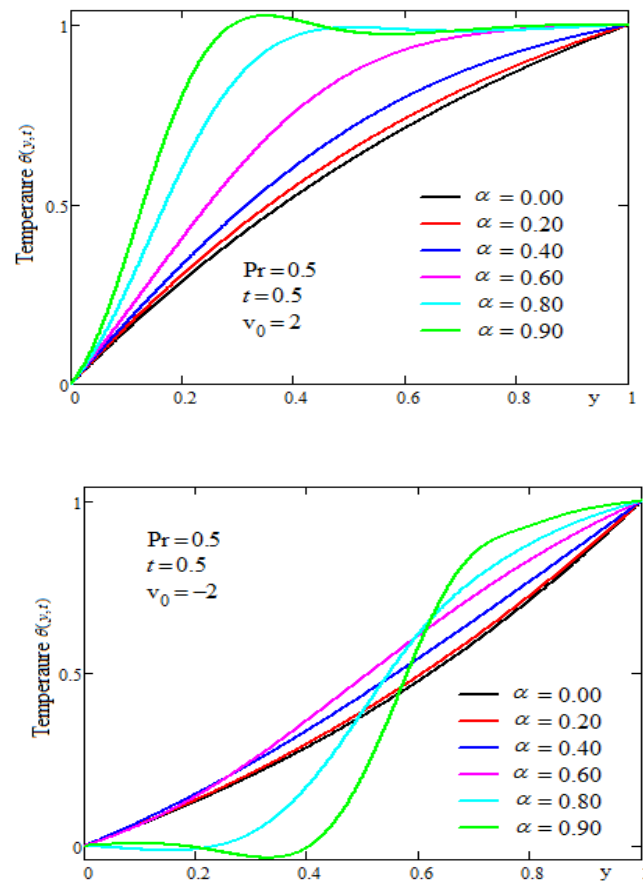 1
0.5
0
Temperaure θ(y,t)
Pr = 0.5
t = 0.5
v₀ = 2
α = 0.00
α = 0.20
α = 0.40
α = 0.60
α = 0.80
α = 0.90
0 0.2 0.4 0.6 0.8 y 1
1
0.5
0
Temperaure θ(y,t)
Pr = 0.5
t = 0.5
v₀ = −2
α = 0.00
α = 0.20
α = 0.40
α = 0.60
α = 0.80
α = 0.90
0 0.2 0.4 0.6 0.8 y